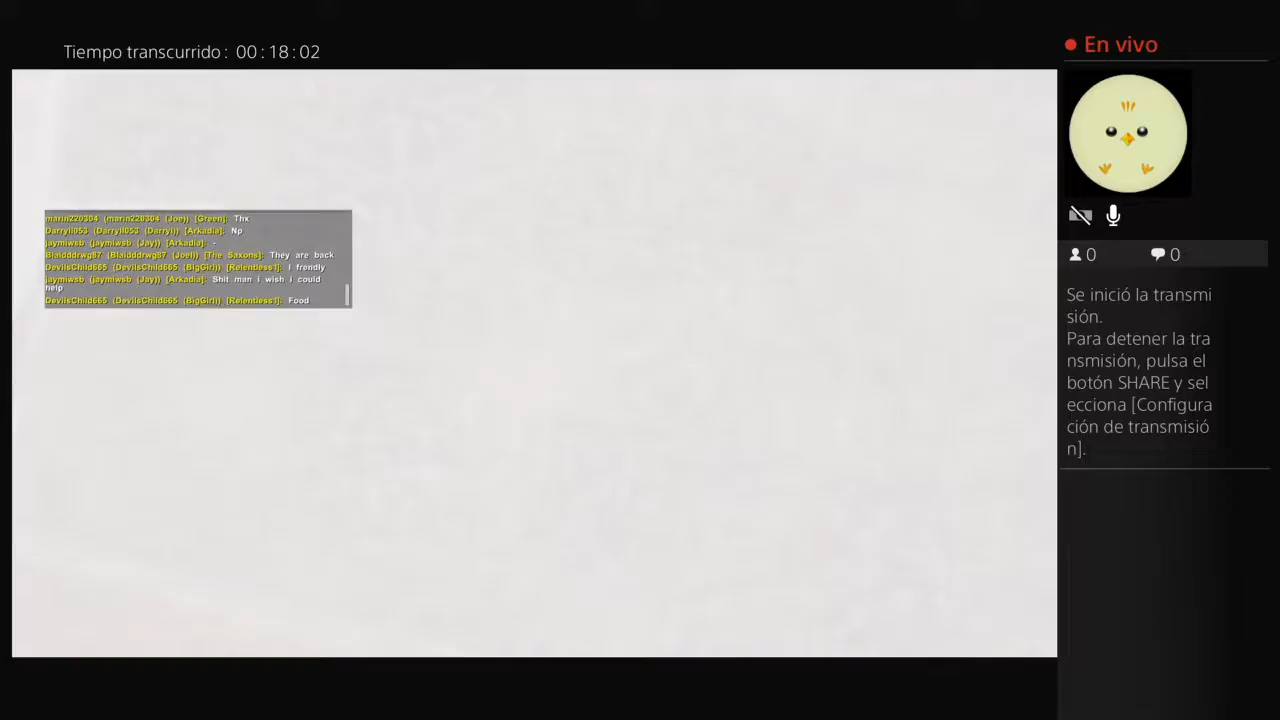 Tiempo transcurrido: 00:18:02
En vivo
marin220304 (marin220304 (Joe)) [Green]: Thx
Darryll053 (Darryll053 (Darryl)) [Arkadia]: Np
jaymiwsb (jaymiwsb (Jay)) [Arkadia]: -
Blaidddrwg87 (Blaidddrwg87 (Joel)) [The Saxons]: They are back
DevilsChild665 (DevilsChild665 (BigGirl)) [Relentless1]: I frendly
jaymiwsb (jaymiwsb (Jay)) [Arkadia]: Shit man i wish i could
help
DevilsChild665 (DevilsChild665 (BigGirl)) [Relentless1]: Food
0
0
Se inició la transmi
sión.
Para detener la tra
nsmisión, pulsa el
botón SHARE y sel
ecciona [Configura
ción de transmisió
n].